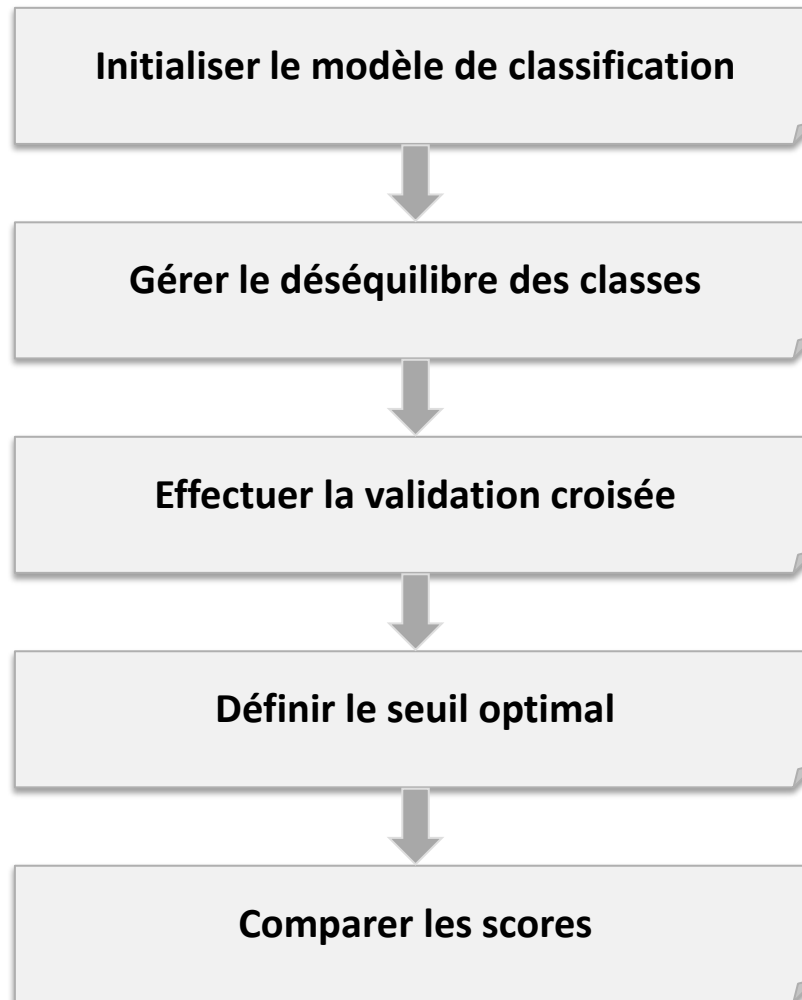 Initialiser le modèle de classification
Gérer le déséquilibre des classes
Effectuer la validation croisée
Définir le seuil optimal
Comparer les scores